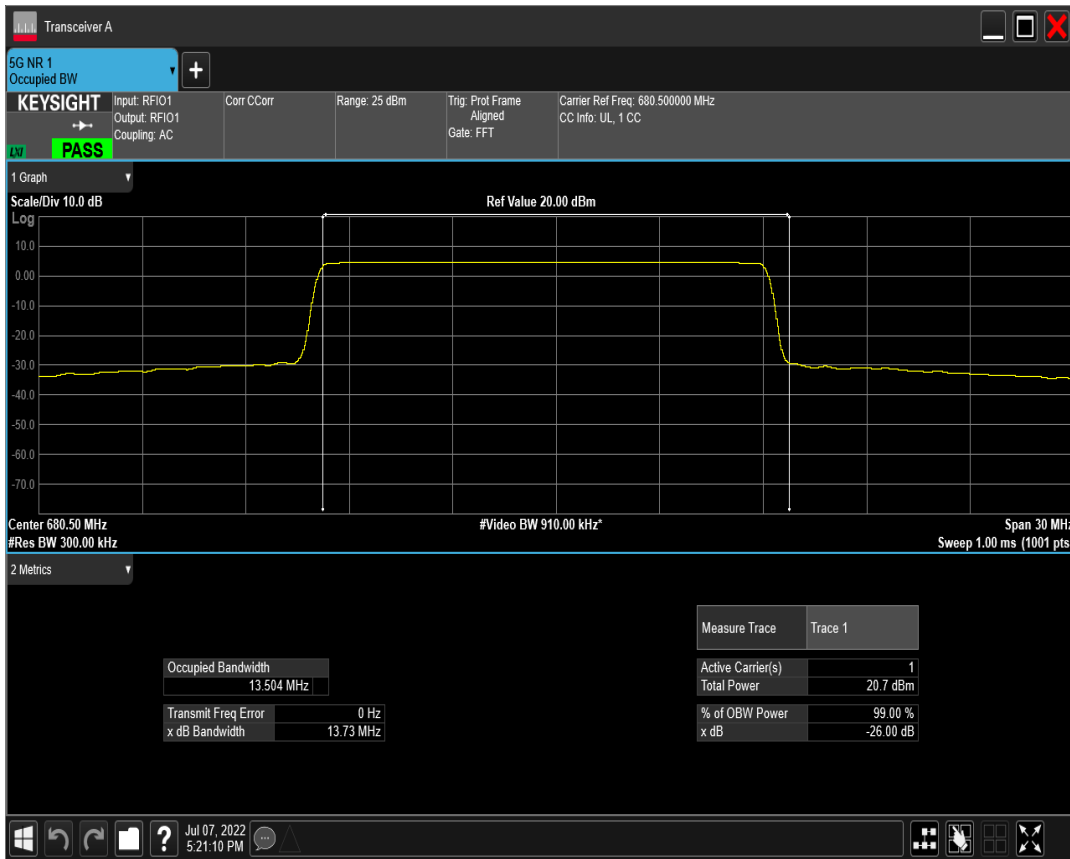 Transceiver A
5G NR 1
Occupied BW
KEYSIGHT
LXI
PASS
Input: RFIO1
Output: RFIO1
Coupling: AC
Corr CCorr
Range: 25 dBm
Trig: Prot Frame
Aligned
Gate: FFT
Carrier Ref Freq: 680.500000 MHz
CC Info: UL, 1 CC
1 Graph
Scale/Div 10.0 dB
Ref Value 20.00 dBm
Log
10.0
0.00
-10.0
-20.0
-30.0
-40.0
-50.0
-60.0
-70.0
Center 680.50 MHz
#Video BW 910.00 kHz*
Span 30 MHz
#Res BW 300.00 kHz
Sweep 1.00 ms (1001 pts
2 Metrics
Measure Trace
Trace 1
Occupied Bandwidth
13.504 MHz
Active Carrier(s) 1
Total Power 20.7 dBm
Transmit Freq Error 0 Hz
x dB Bandwidth 13.73 MHz
% of OBW Power 99.00 %
x dB -26.00 dB
?
Jul 07, 2022
5:21:10 PM